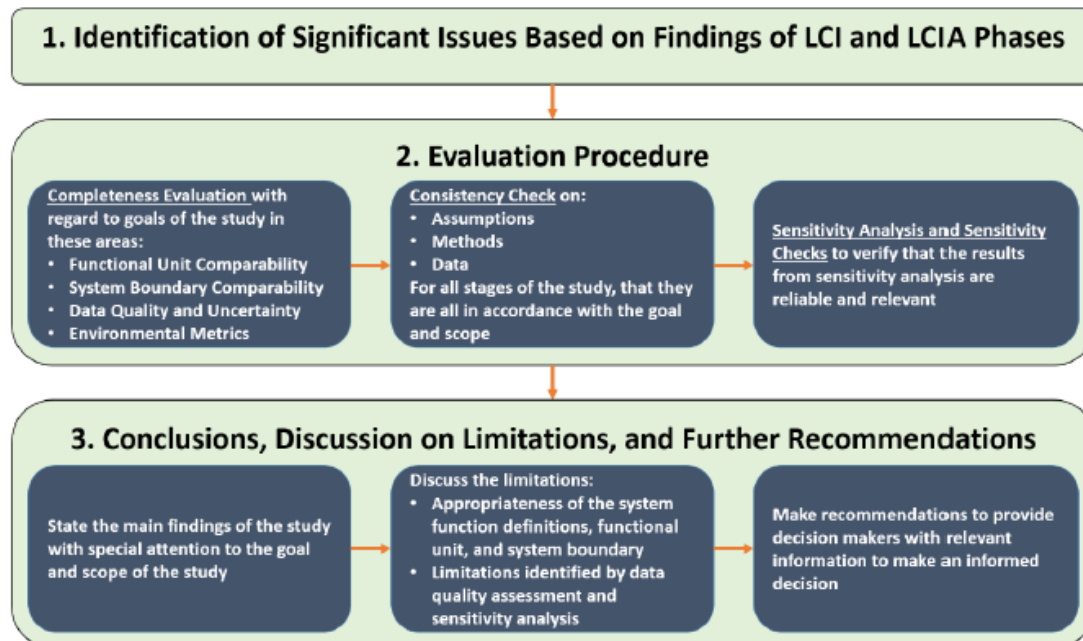 1. Identification of Significant Issues Based on Findings of LCI and LCIA Phases
2. Evaluation Procedure
Completeness Evaluation with
regard to goals of the study in
these areas:
• Functional Unit Comparability
• System Boundary Comparability
• Data Quality and Uncertainty
• Environmental Metrics
Consistency Check on:
• Assumptions
• Methods
• Data
For all stages of the study, that they
are all in accordance with the goal
and scope
Sensitivity Analysis and Sensitivity
Checks to verify that the results
from sensitivity analysis are
reliable and relevant
3. Conclusions, Discussion on Limitations, and Further Recommendations
State the main findings of the study
with special attention to the goal
and scope of the study
Discuss the limitations:
• Appropriateness of the system
function definitions, functional
unit, and system boundary
• Limitations identified by data
quality assessment and
sensitivity analysis
Make recommendations to provide
decision makers with relevant
information to make an informed
decision